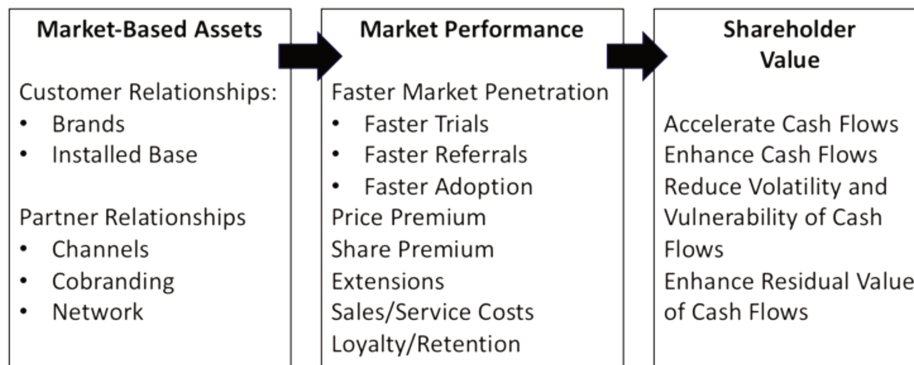 Market-Based Assets
Customer Relationships:
• Brands
• Installed Base
Partner Relationships
• Channels
• Cobranding
• Network
Market Performance
Faster Market Penetration
• Faster Trials
• Faster Referrals
• Faster Adoption
Price Premium
Share Premium
Extensions
Sales/Service Costs
Loyalty/Retention
Shareholder
Value
Accelerate Cash Flows
Enhance Cash Flows
Reduce Volatility and
Vulnerability of Cash
Flows
Enhance Residual Value
of Cash Flows